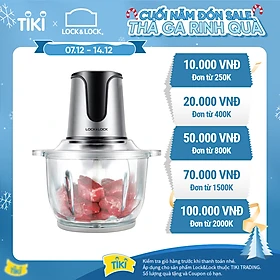 TIKI
LOCK&LOCK
CUỐI NĂM ĐÓN SALE
THẢ GA RINH QUÀ
07.12 - 14.12
10.000 VNĐ
Đơn từ 250K
20.000 VNĐ
Đơn từ 400K
50.000 VNĐ
Đơn từ 800K
70.000 VNĐ
Đơn từ 1500K
100.000 VNĐ
Đơn từ 2000K
LOCK&LOCK
TIKI
Kiểm tra giỏ hàng trước khi thanh toán nhé.
Áp dụng cho sản phẩm Lock&Lock thuộc TIKI TRADING.
Số lượng quà tặng và Coupon có hạn.